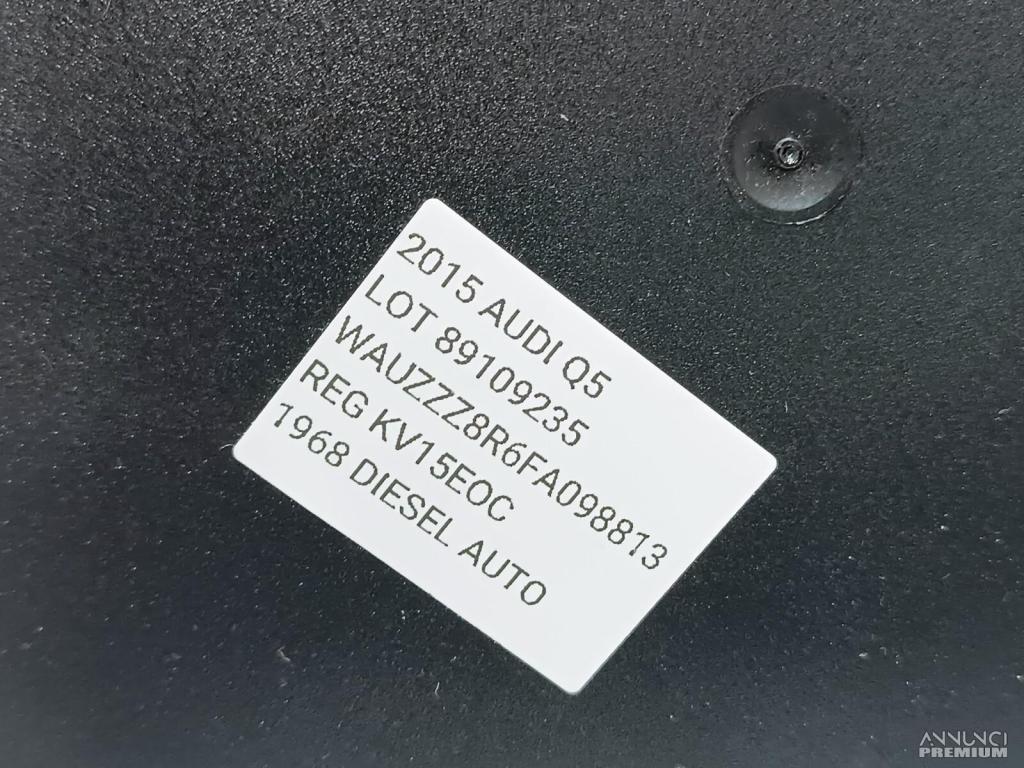 2015 AUDI Q5
LOT 89109235
WAUZZZ8R6FA098813
REG KV15EOC
1968 DIESEL AUTO
ANNUNCI
PREMIUM